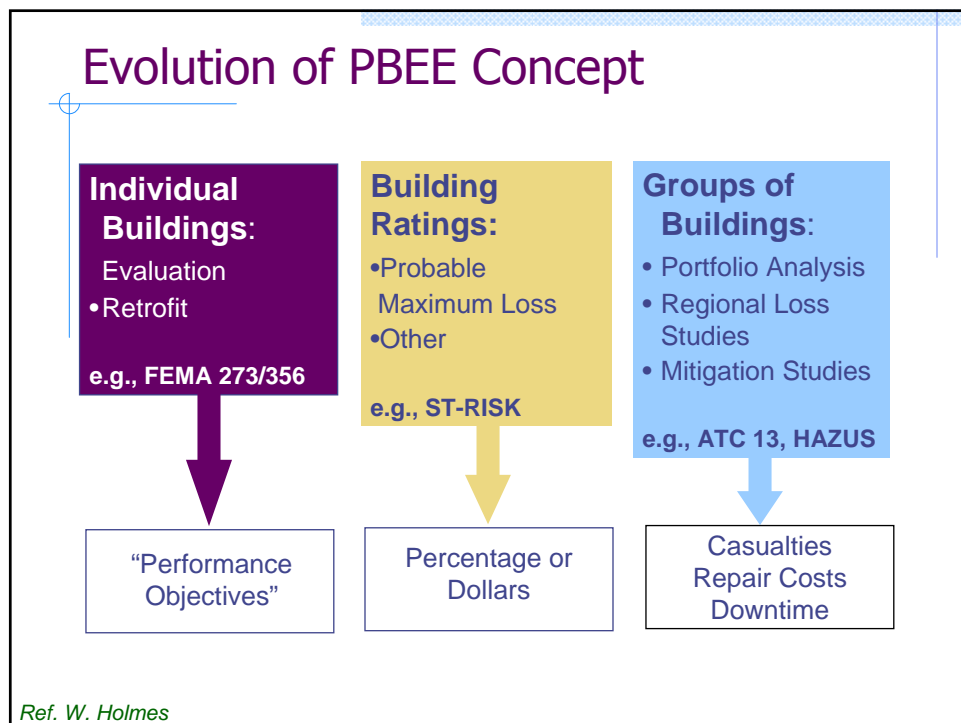 Evolution of PBEE Concept
Individual
Buildings:
Evaluation
•Retrofit
e.g., FEMA 273/356
“Performance
Objectives”
Building
Ratings:
•Probable
Maximum Loss
•Other
e.g., ST-RISK
Percentage or
Dollars
Groups of
Buildings:
• Portfolio Analysis
• Regional Loss
Studies
• Mitigation Studies
e.g., ATC 13, HAZUS
Casualties
Repair Costs
Downtime
Ref. W. Holmes